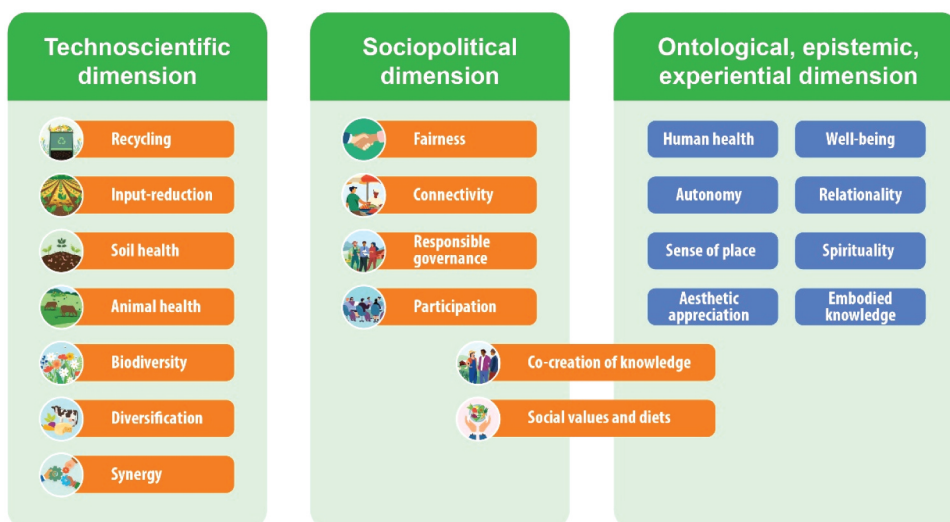 Technoscientific
dimension
Recycling
Input-reduction
Soil health
Animal health
Biodiversity
Diversification
Synergy
Sociopolitical
dimension
Fairness
Connectivity
Responsible
governance
Participation
Co-creation of knowledge
Social values and diets
Ontological, epistemic,
experiential dimension
Human health
Well-being
Autonomy
Relationality
Sense of place
Spirituality
Aesthetic
appreciation
Embodied
knowledge